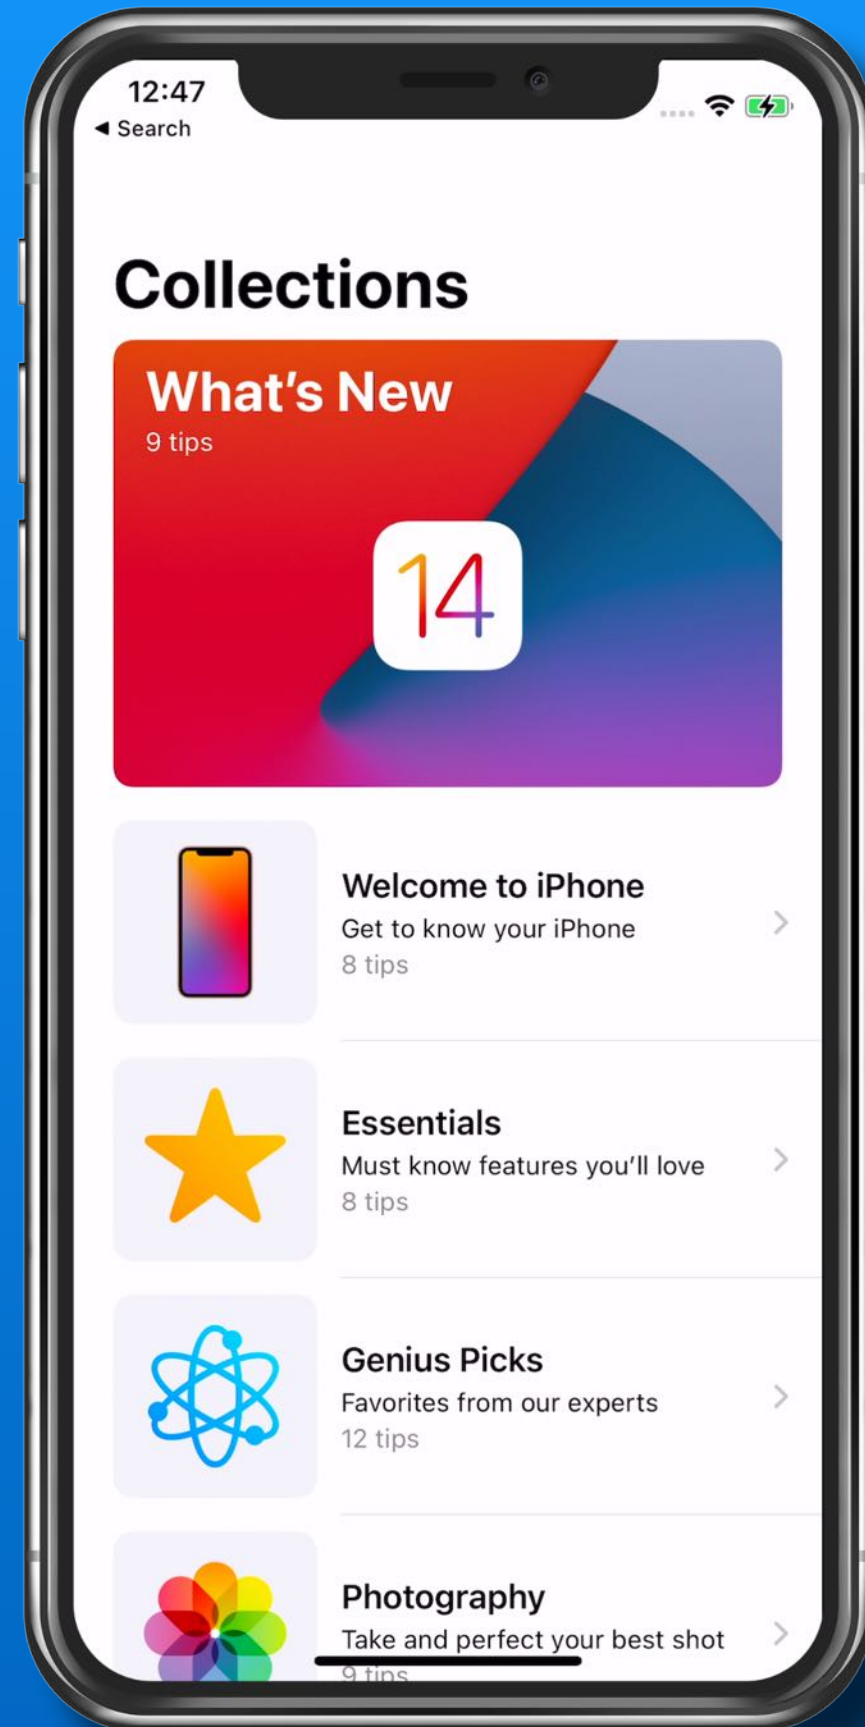 12:47
◀ Search
Collections
What's New
9 tips
14
Welcome to iPhone
Get to know your iPhone
8 tips
Essentials
Must know features you'll love
8 tips
Genius Picks
Favorites from our experts
12 tips
Photography
Take and perfect your best shot
9 tips